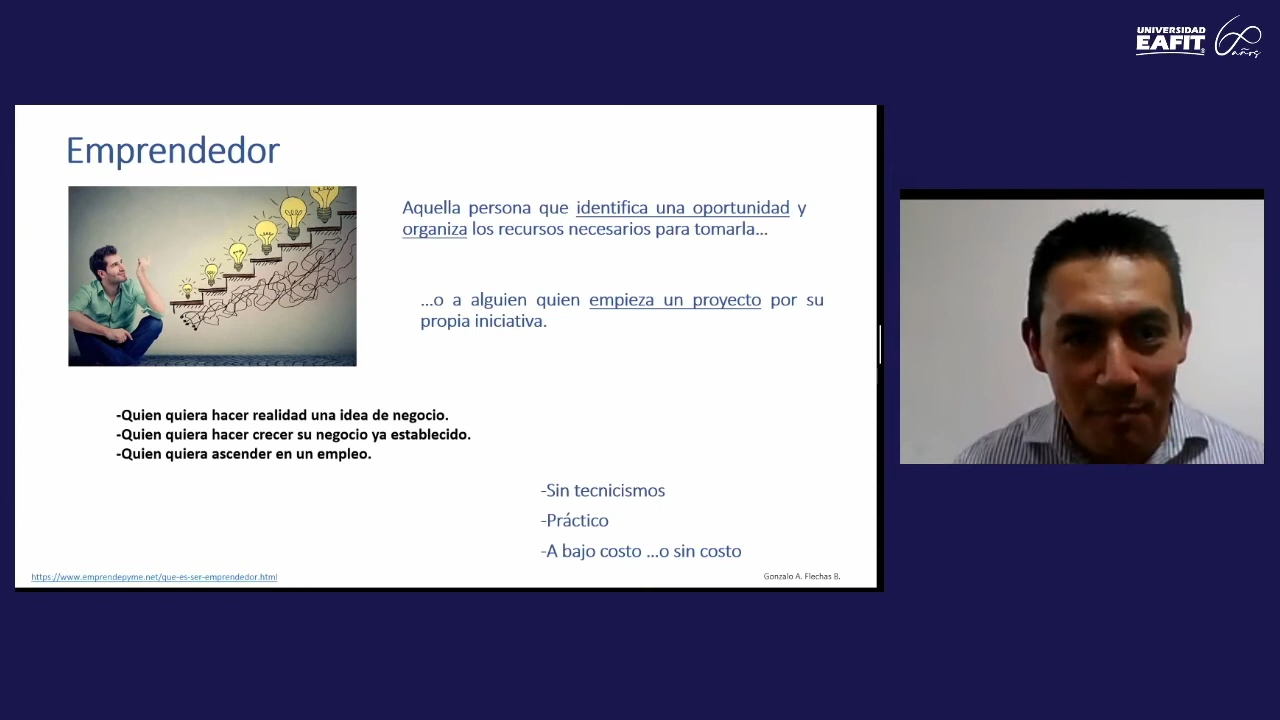 UNIVERSIDAD
EAFIT
60
años
Emprendedor
Aquella persona que identifica una oportunidad y
organiza los recursos necesarios para tomarla...
...o a alguien quien empieza un proyecto por su
propia iniciativa.
-Quien quiera hacer realidad una idea de negocio.
-Quien quiera hacer crecer su negocio ya establecido.
-Quien quiera ascender en un empleo.
-Sin tecnicismos
-Práctico
-A bajo costo ...o sin costo
https://www.emprendepyme.net/que-es-ser-emprendedor.html
Gonzalo A. Flechas B.